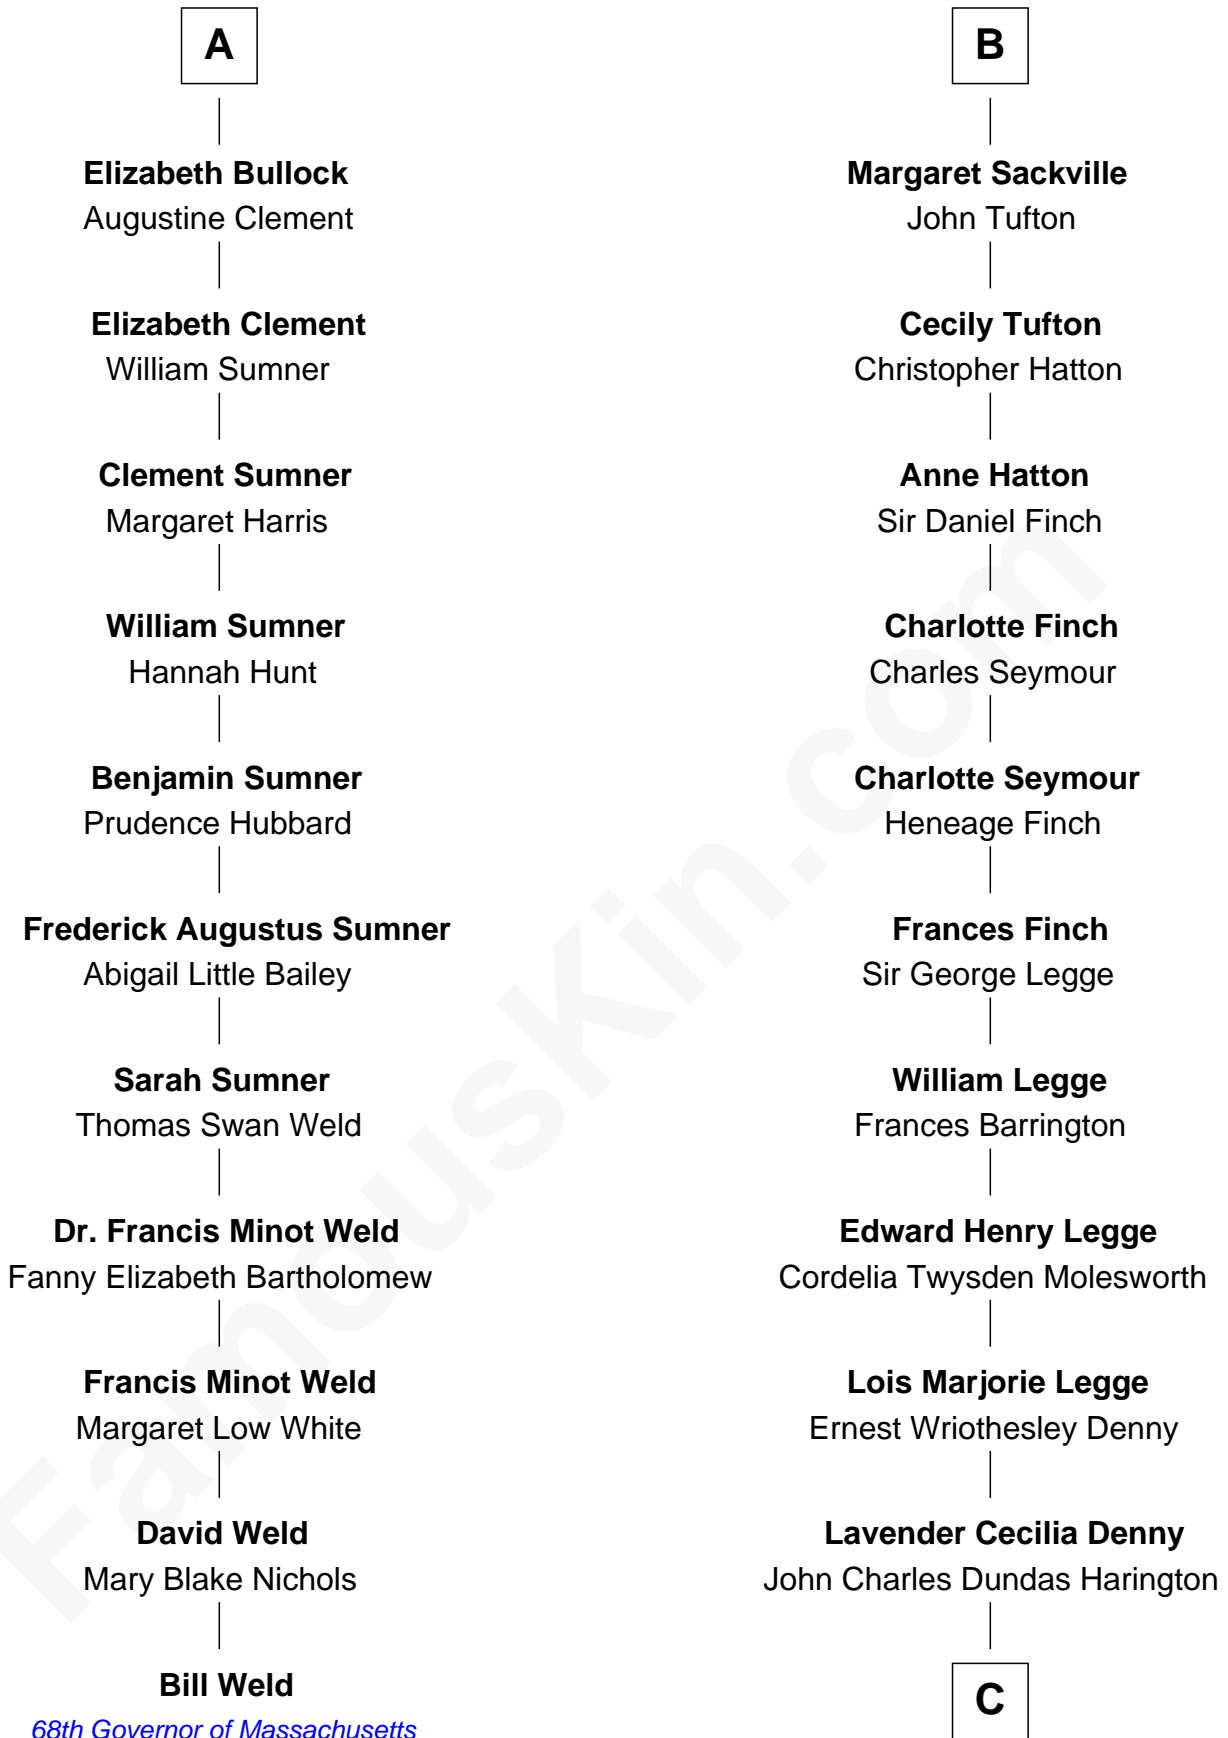 A
Elizabeth Bullock
Augustine Clement
Elizabeth Clement
William Sumner
Clement Sumner
Margaret Harris
William Sumner
Hannah Hunt
Benjamin Sumner
Prudence Hubbard
Frederick Augustus Sumner
Abigail Little Bailey
Sarah Sumner
Thomas Swan Weld
Dr. Francis Minot Weld
Fanny Elizabeth Bartholomew
Francis Minot Weld
Margaret Low White
David Weld
Mary Blake Nichols
Bill Weld
68th Governor of Massachusetts
B
Margaret Sackville
John Tufton
Cecily Tufton
Christopher Hatton
Anne Hatton
Sir Daniel Finch
Charlotte Finch
Charles Seymour
Charlotte Seymour
Heneage Finch
Frances Finch
Sir George Legge
William Legge
Frances Barrington
Edward Henry Legge
Cordelia Twysden Molesworth
Lois Marjorie Legge
Ernest Wriothesley Denny
Lavender Cecilia Denny
John Charles Dundas Harington
C
FamousKin.com